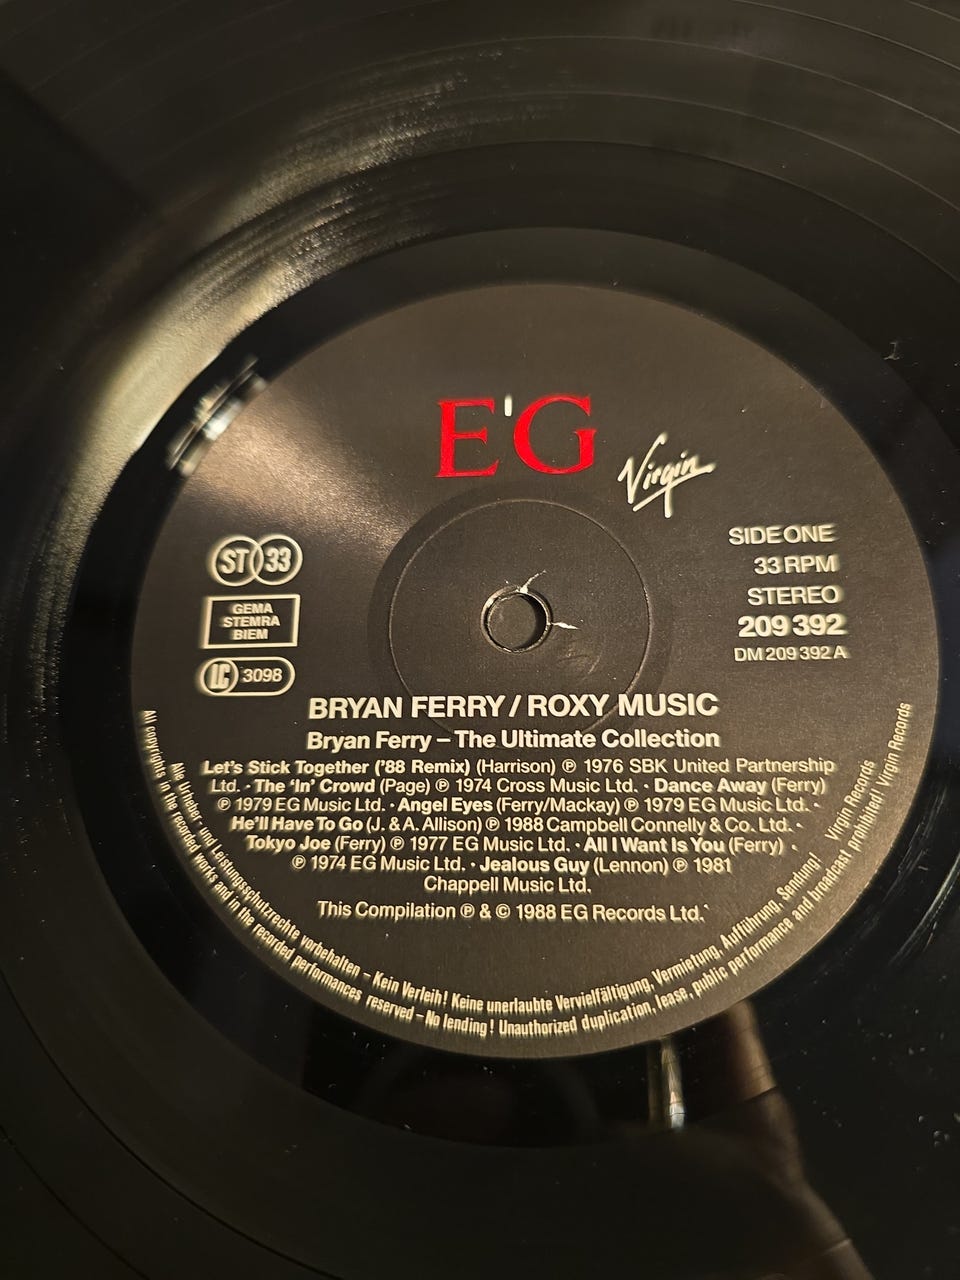 E'G
Virgin
ST 33
GEMA
STEMRA
BIEM
LC 3098
SIDE ONE
33 RPM
STEREO
209 392
DM 209 392 A
BRYAN FERRY / ROXY MUSIC
Bryan Ferry – The Ultimate Collection
Let's Stick Together ('88 Remix) (Harrison) ℗ 1976 SBK United Partnership
Ltd. · The 'In' Crowd (Page) ℗ 1974 Cross Music Ltd. · Dance Away (Ferry)
℗ 1979 EG Music Ltd. · Angel Eyes (Ferry/Mackay) ℗ 1979 EG Music Ltd. ·
He'll Have To Go (J. & A. Allison) ℗ 1988 Campbell Connelly & Co. Ltd. ·
Tokyo Joe (Ferry) ℗ 1977 EG Music Ltd. · All I Want Is You (Ferry) ·
℗ 1974 EG Music Ltd. · Jealous Guy (Lennon) ℗ 1981
Chappell Music Ltd.
This Compilation ℗ & © 1988 EG Records Ltd.
Alle Urheber- und Leistungsschutzrechte vorbehalten – Kein Verleih! Keine unerlaubte Vervielfältigung, Vermietung, Aufführung, Sendung! Virgin Records
All copyrights in the recorded works and in the recorded performances reserved – No lending! Unauthorized duplication, lease, public performance and broadcast prohibited! Virgin Records